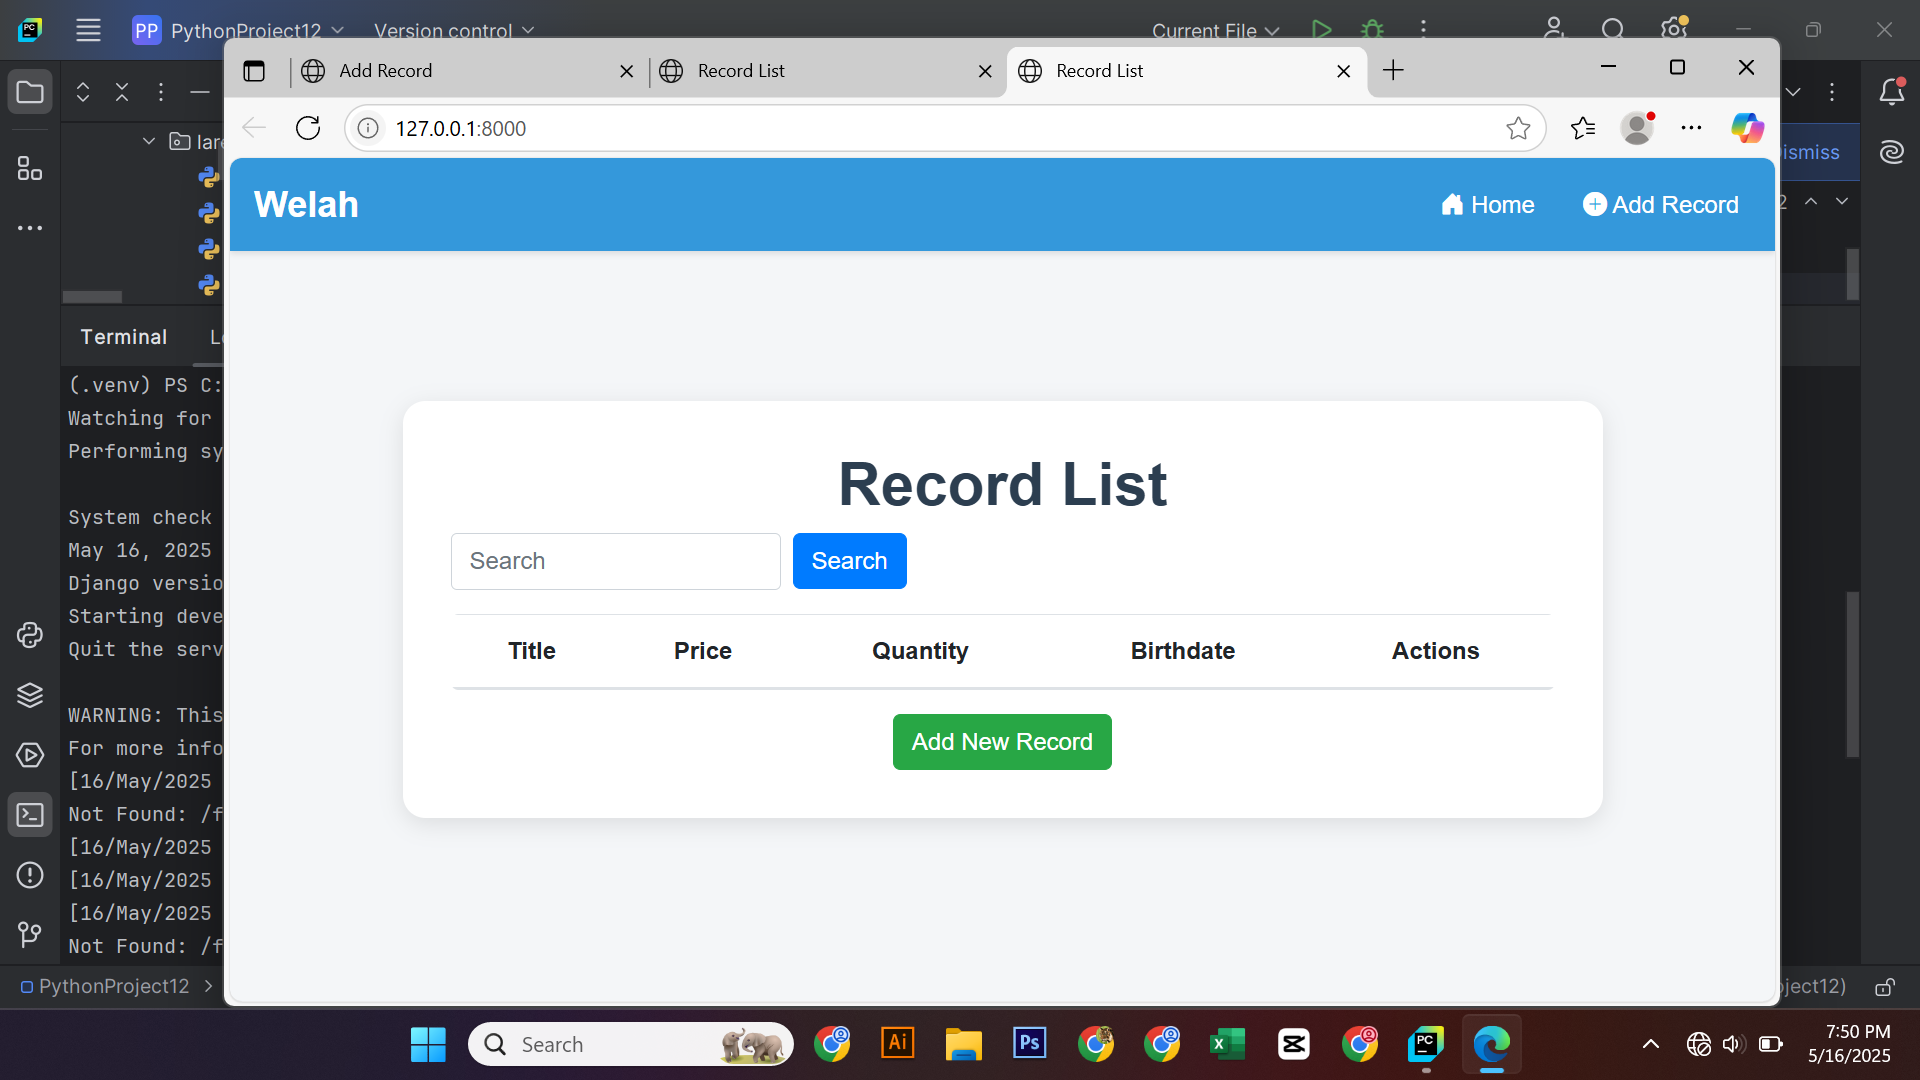 PP PythonProject12 Version control Current File
Add Record Record List Record List
127.0.0.1:8000
Welah Home Add Record
Record List
Search Search
Title Price Quantity Birthdate Actions
Add New Record
Terminal
(.venv) PS C:
Watching for
Performing sy
System check
May 16, 2025
Django versio
Starting deve
Quit the serv
WARNING: This
For more info
[16/May/2025
Not Found: /f
[16/May/2025
[16/May/2025
[16/May/2025
Not Found: /f
PythonProject12
Search
Ai
Ps
PC
7:50 PM
5/16/2025